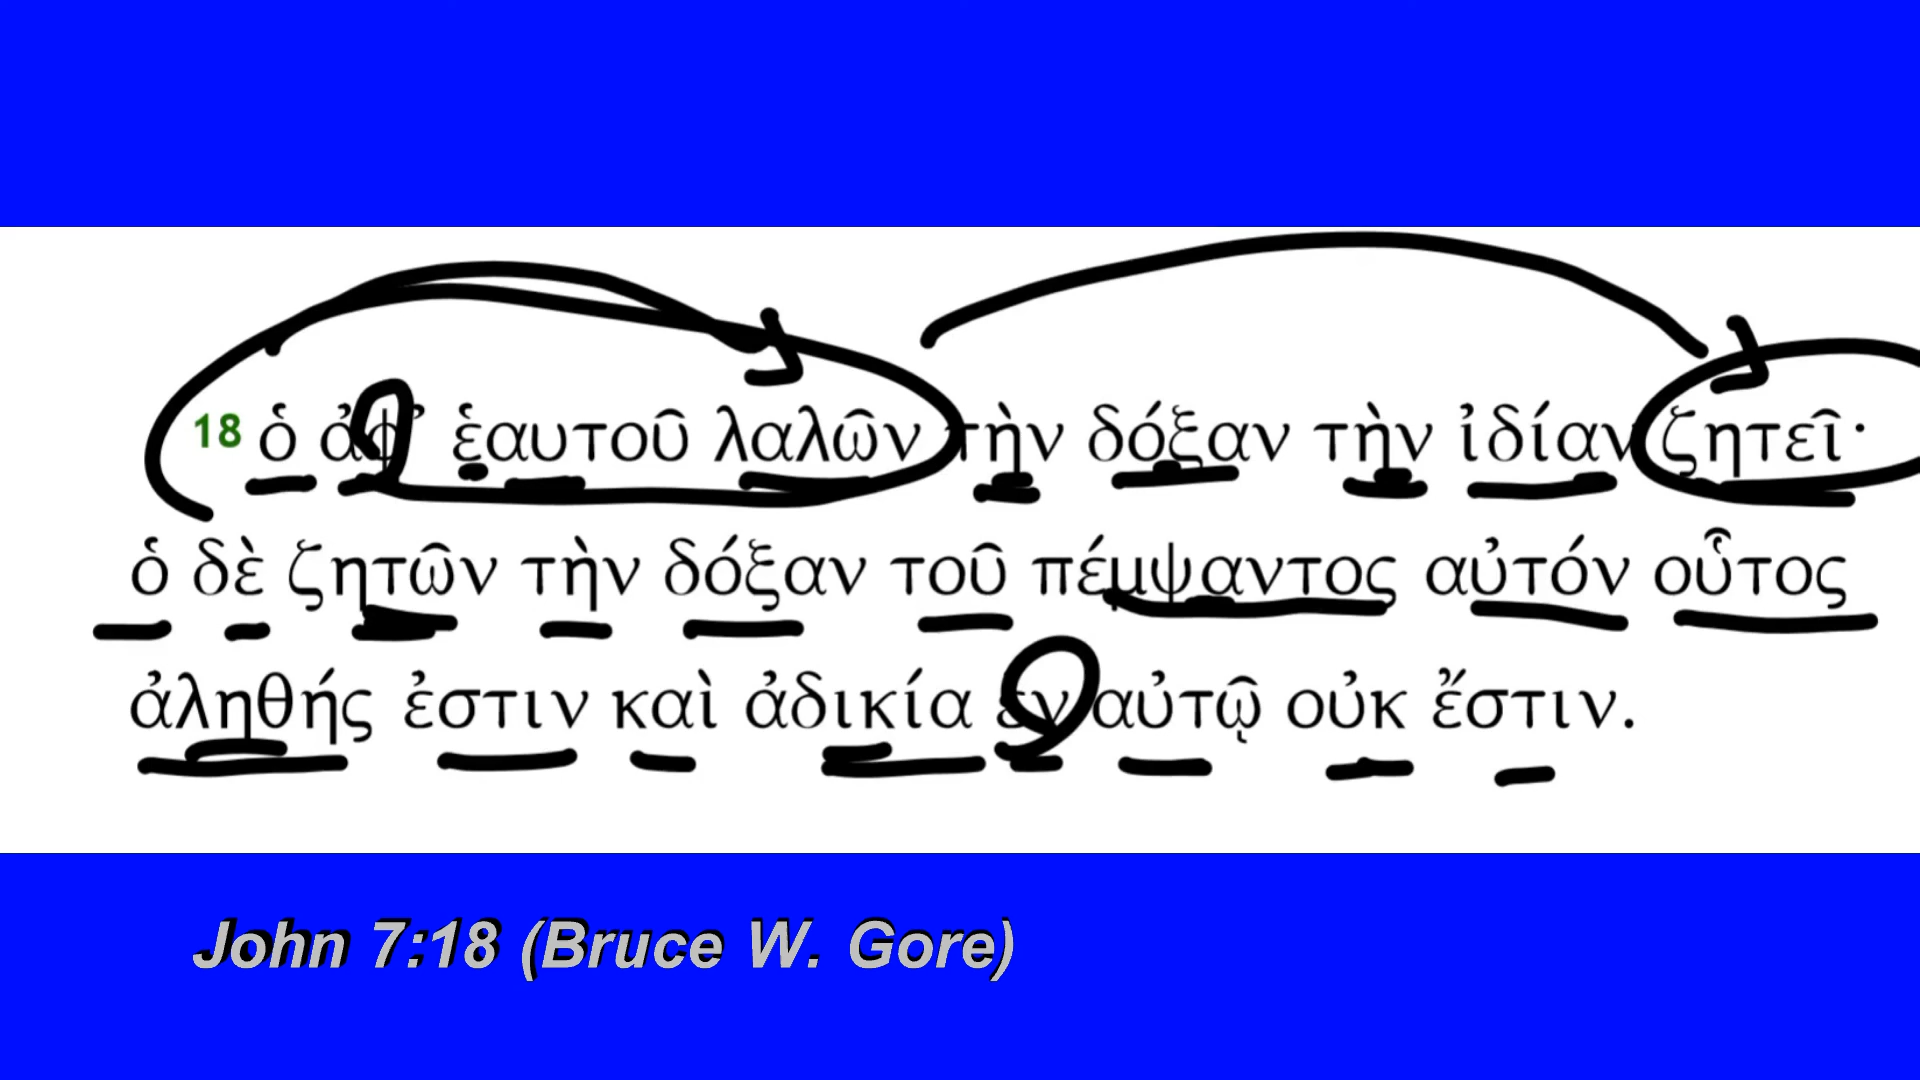 18 ὁ ἀφ’ ἑαυτοῦ λαλῶν τὴν δόξαν τὴν ἰδίαν ζητεῖ·
ὁ δὲ ζητῶν τὴν δόξαν τοῦ πέμψαντος αὐτόν οὗτος
ἀληθής ἐστιν καὶ ἀδικία ἐν αὐτῷ οὐκ ἔστιν.
John 7:18 (Bruce W. Gore)